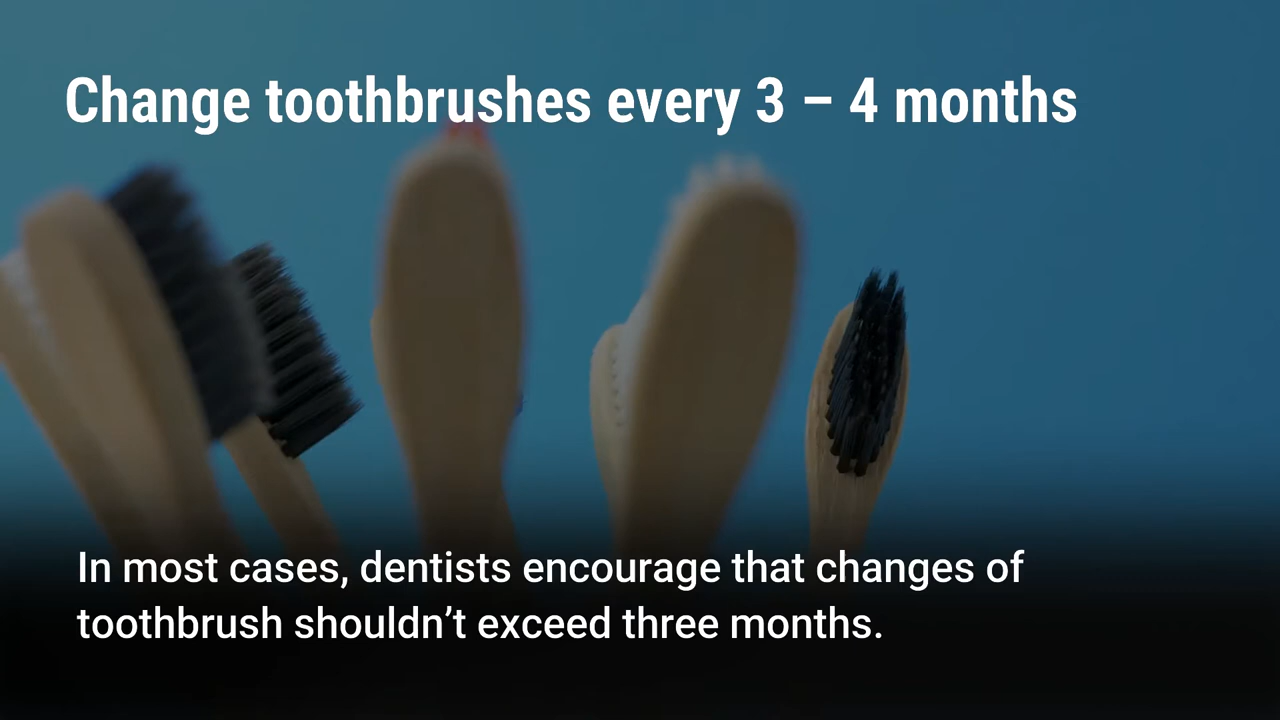 Change toothbrushes every 3 – 4 months
In most cases, dentists encourage that changes of
toothbrush shouldn’t exceed three months.